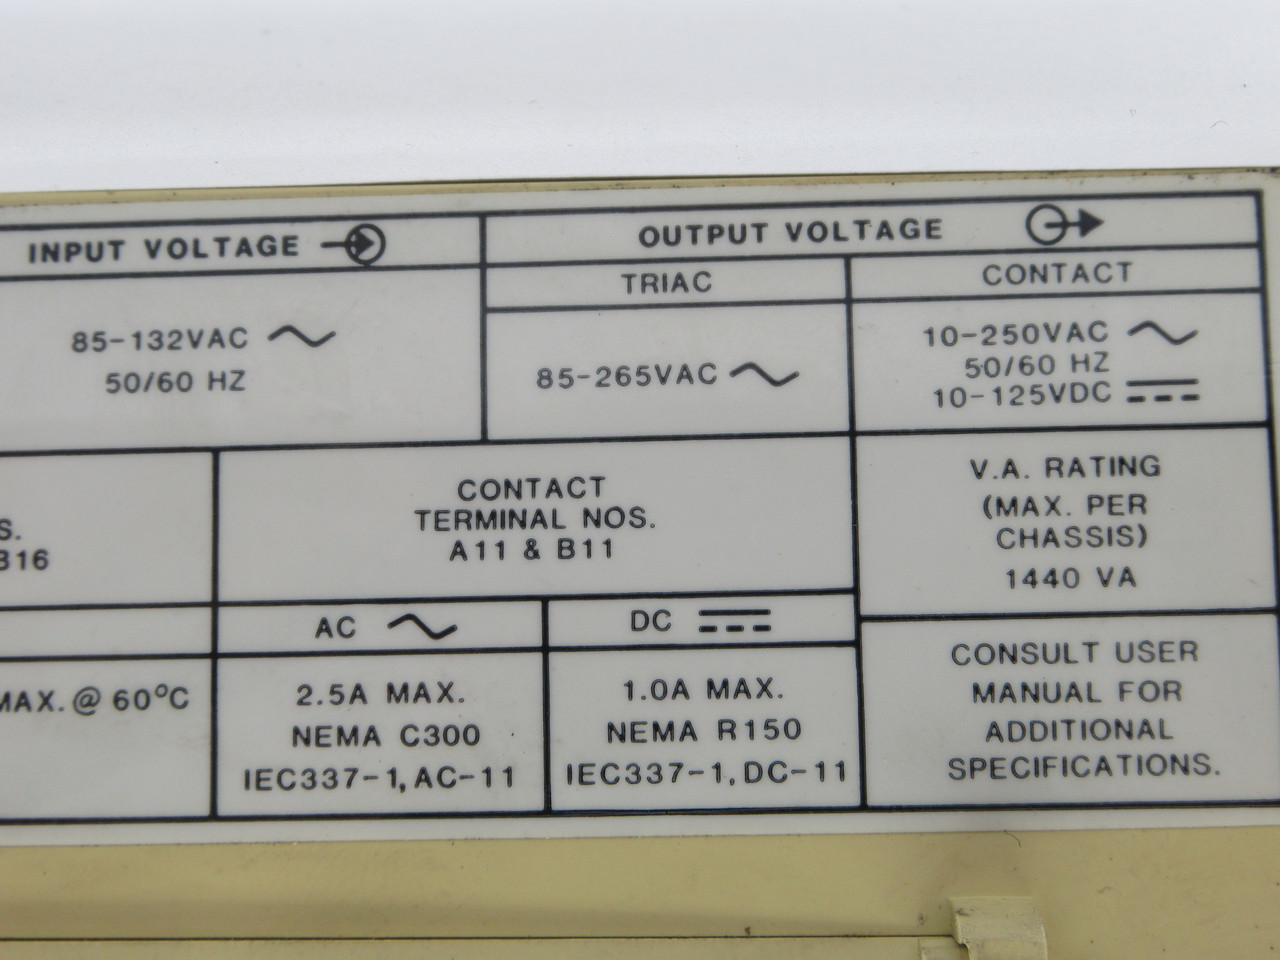 INPUT VOLTAGE
OUTPUT VOLTAGE
TRIAC
CONTACT
85-132VAC
50/60 HZ
85-265VAC
10-250VAC
50/60 HZ
10-125VDC
S.
B16
CONTACT
TERMINAL NOS.
A11 & B11
V.A. RATING
(MAX. PER
CHASSIS)
1440 VA
AC
DC
MAX. @ 60°C
2.5A MAX.
NEMA C300
IEC337-1, AC-11
1.0A MAX.
NEMA R150
IEC337-1, DC-11
CONSULT USER
MANUAL FOR
ADDITIONAL
SPECIFICATIONS.